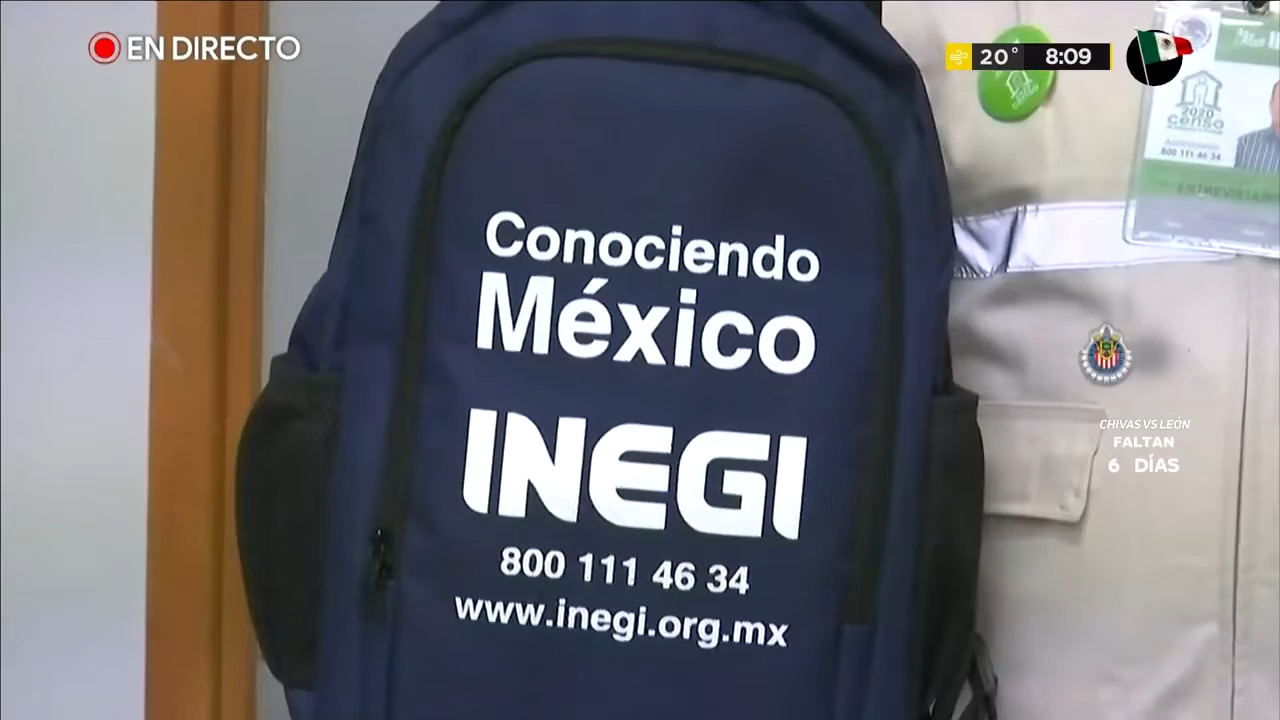 EN DIRECTO
20° 8:09
2020
censo
800 111 46 34
Conociendo
México
INEGI
800 111 46 34
www.inegi.org.mx
CHIVAS VS LEÓN
FALTAN
6 DÍAS